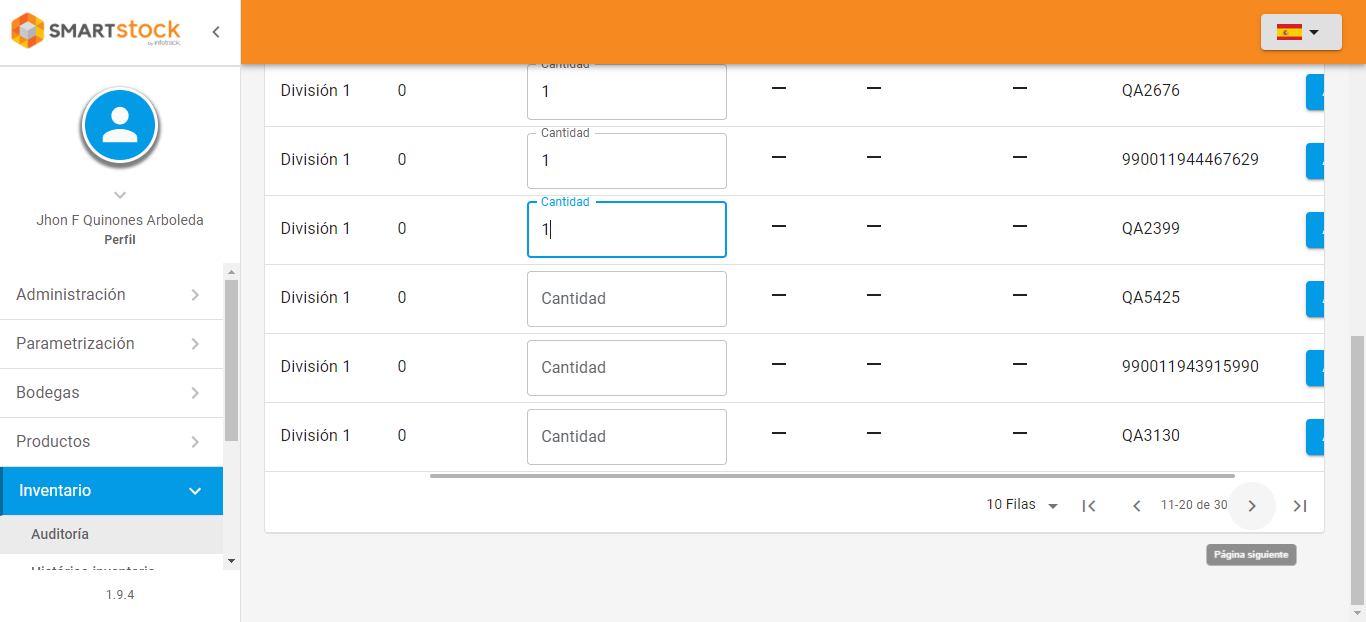 SMARTstock
by infotrack.
Jhon F Quinones Arboleda
Perfil
Administración
Parametrización
Bodegas
Productos
Inventario
Auditoría
Histórico inventario
1.9.4
Cantidad
División 1 0 1 — — — QA2676
Cantidad
División 1 0 1 — — — 990011944467629
Cantidad
División 1 0 1 — — — QA2399
División 1 0 Cantidad — — — QA5425
División 1 0 Cantidad — — — 990011943915990
División 1 0 Cantidad — — — QA3130
10 Filas 11-20 de 30
Página siguiente